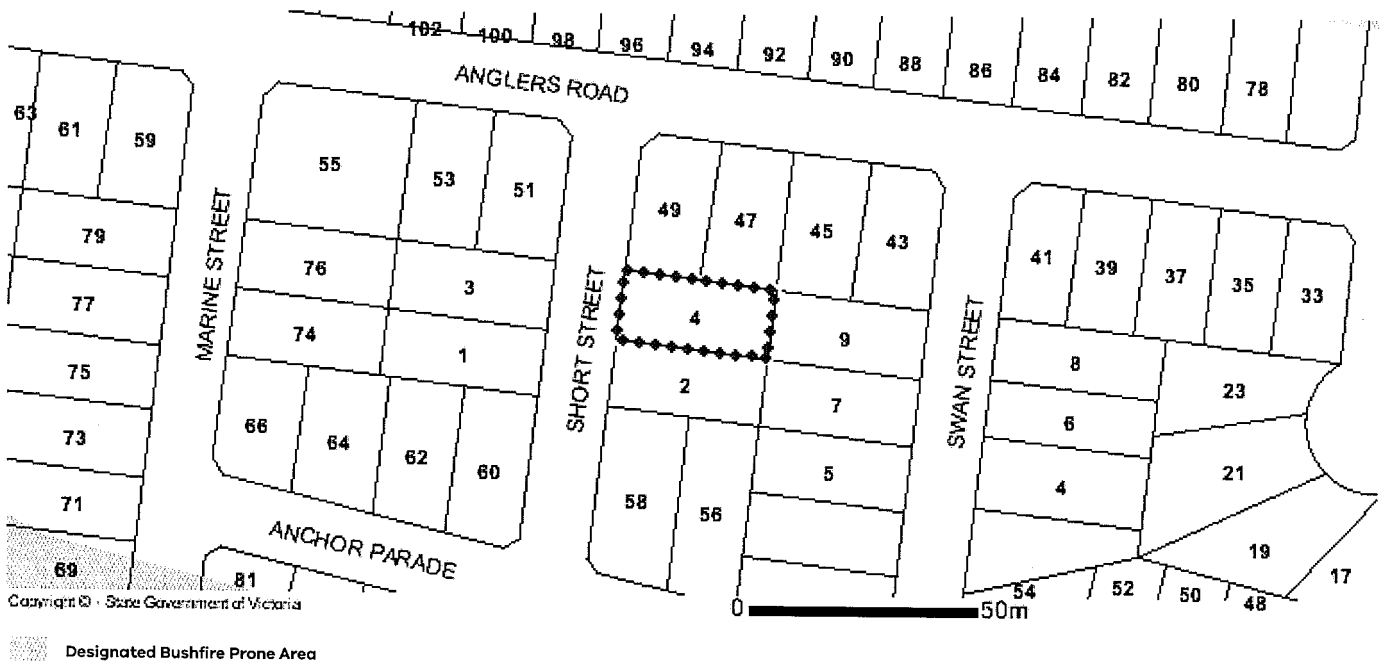 102 100 98 96 94 92 90 88 86 84 82 80 78
ANGLERS ROAD
63 61 59 55 53 51 49 47 45 43 41 39 37 35 33
MARINE STREET
SHORT STREET
SWAN STREET
79 76 3 4 9 8 23
77 74 1 2 7 6
75 66 64 62 60 5 4 21
73 58 56
71 19 17
ANCHOR PARADE
69 81 54 52 50 48
Copyright © - State Government of Victoria
0 50m
Designated Bushfire Prone Area